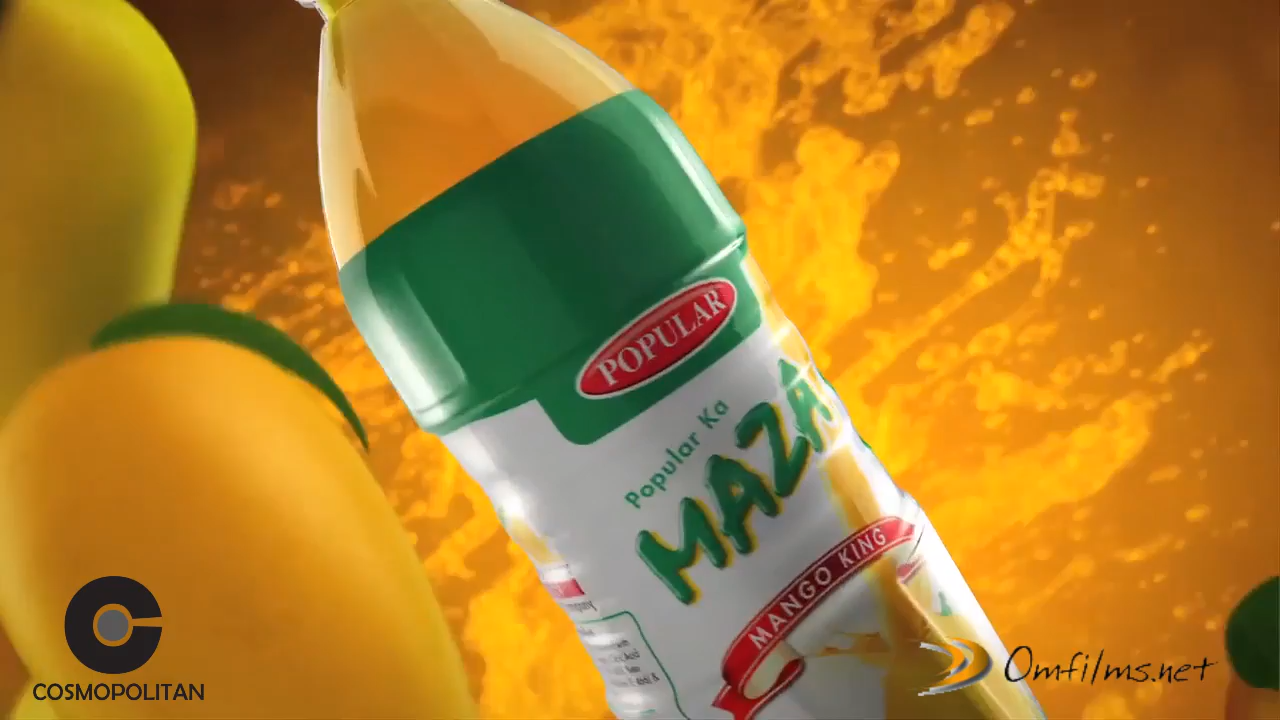 POPULAR
Popular Ka
MAZA
MANGO KING
COSMOPOLITAN
Omfilms.net